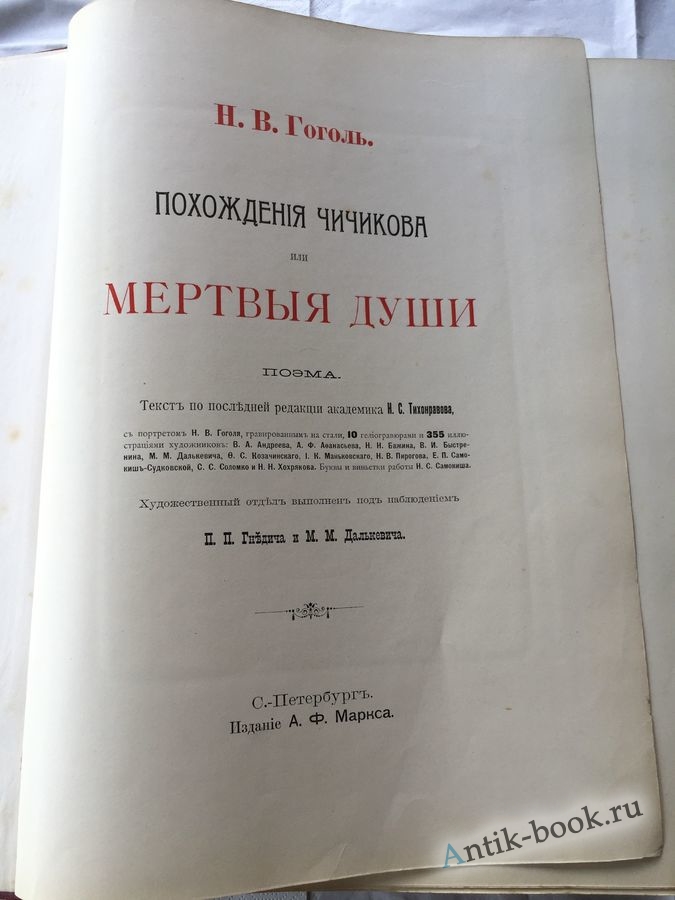 Н. В. Гоголь.
ПОХОЖДЕНІЯ ЧИЧИКОВА
или
МЕРТВЫЯ ДУШИ
ПОЭМА.
Текстъ по послѣдней редакціи академика Н. С. Тихонравова,
съ портретомъ Н. В. Гоголя, гравированнымъ на стали, 10 геліогравюрами и 355 иллю-
страціями художниковъ: В. А. Андреева, А. Ф. Аѳанасьева, Н. Н. Бажина, В. И. Быстре-
нина, М. М. Далькевича, Ѳ. С. Козачинскаго, І. К. Маньковскаго, Н. В. Пирогова, Е. П. Само-
кишъ-Судковской, С. С. Соломко и Н. Н. Хохрякова. Буквы и виньетки работы Н. С. Самокиша.
Художественный отдѣлъ выполненъ подъ наблюденіемъ
П. П. Гнѣдича и М. М. Далькевича.
С.-Петербургъ.
Изданіе А. Ф. Маркса.
Antik-book.ru